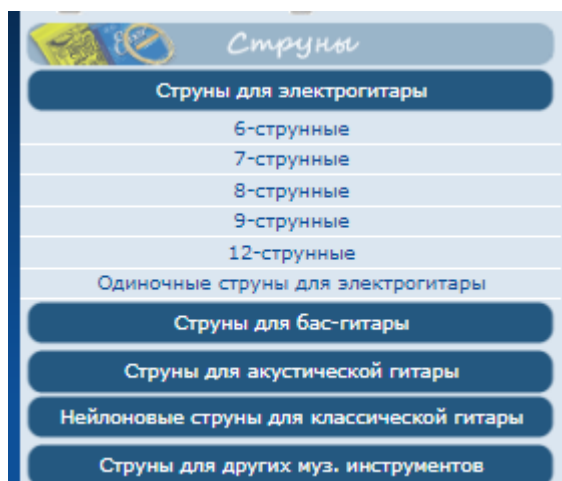 Струны
Струны для электрогитары
6-струнные
7-струнные
8-струнные
9-струнные
12-струнные
Одиночные струны для электрогитары
Струны для бас-гитары
Струны для акустической гитары
Нейлоновые струны для классической гитары
Струны для других муз. инструментов